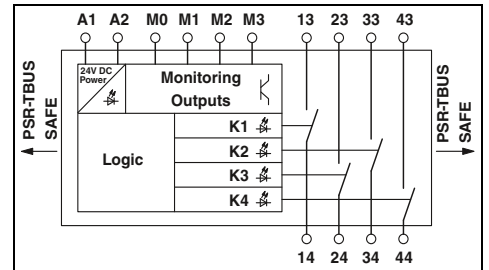 A1 A2 M0 M1 M2 M3 13 23 33 43
24V DC
Power
Monitoring
Outputs
PSR-TBUS
SAFE
K1
K2
Logic
K3
K4
PSR-TBUS
SAFE
14 24 34 44